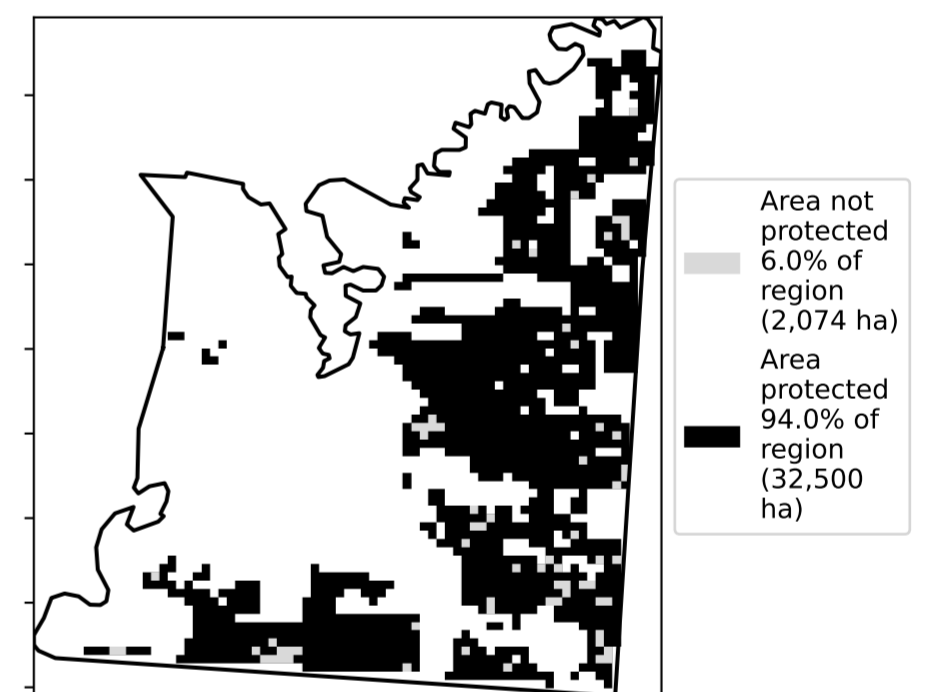 Area not
protected
6.0% of
region
(2,074 ha)
Area
protected
94.0% of
region
(32,500
ha)